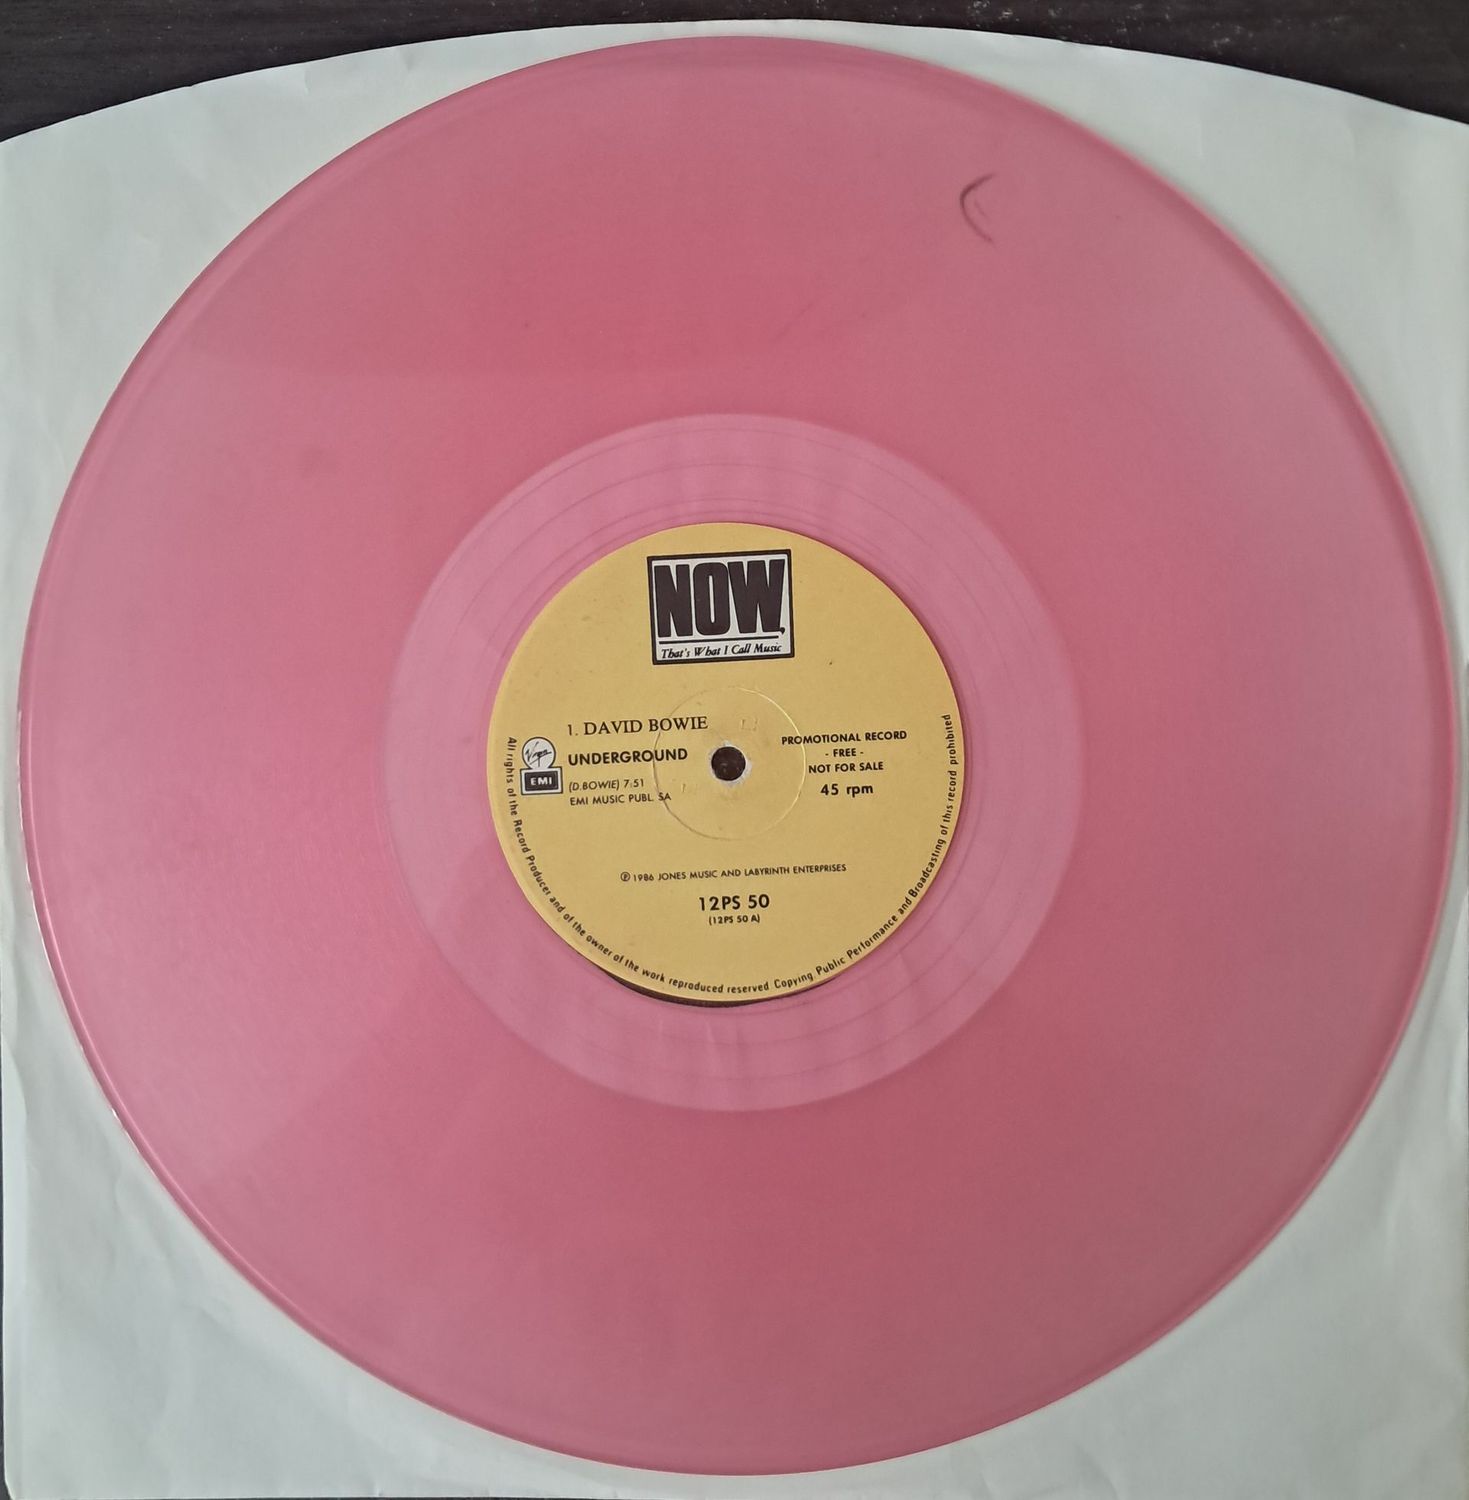 NOW,
That's What I Call Music
1. DAVID BOWIE
UNDERGROUND
(D.BOWIE) 7:51
EMI MUSIC PUBL. SA
Virgin
EMI
PROMOTIONAL RECORD
- FREE -
NOT FOR SALE
45 rpm
℗ 1986 JONES MUSIC AND LABYRINTH ENTERPRISES
12PS 50
(12PS 50 A)
All rights of the Record Producer and of the owner of the work reproduced reserved. Copying, Public Performance and Broadcasting of this record prohibited